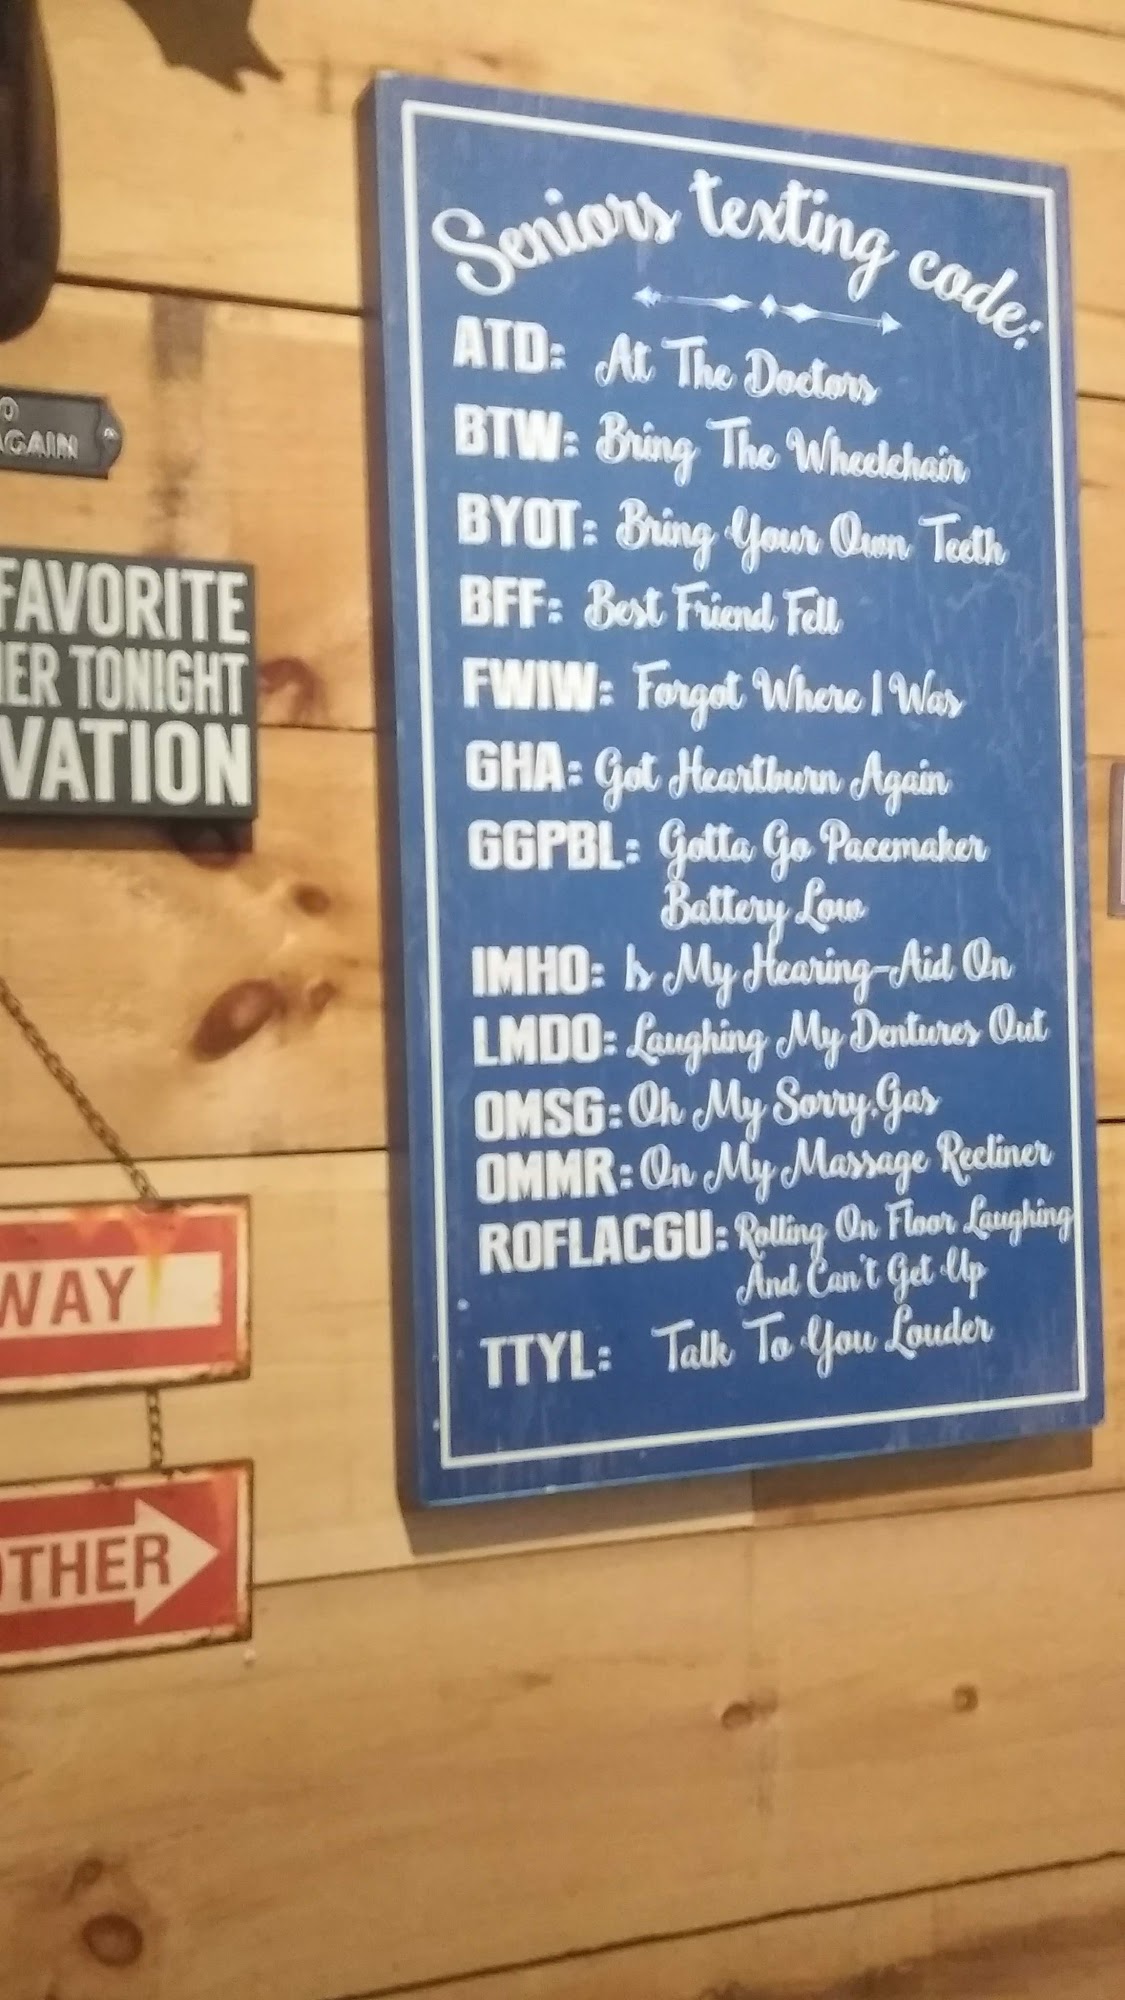 Seniors texting code:
ATD: At The Doctors
BTW: Bring The Wheelchair
BYOT: Bring Your Own Teeth
BFF: Best Friend Fell
FWIW: Forgot Where I Was
GHA: Got Heartburn Again
GGPBL: Gotta Go Pacemaker
Battery Low
IMHO: Is My Hearing-Aid On
LMDO: Laughing My Dentures Out
OMSG: Oh My Sorry,Gas
OMMR: On My Massage Recliner
ROFLACGU: Rolling On Floor Laughing
And Can't Get Up
TTYL: Talk To You Louder
AGAIN
FAVORITE
TONIGHT
VATION
WAY
OTHER